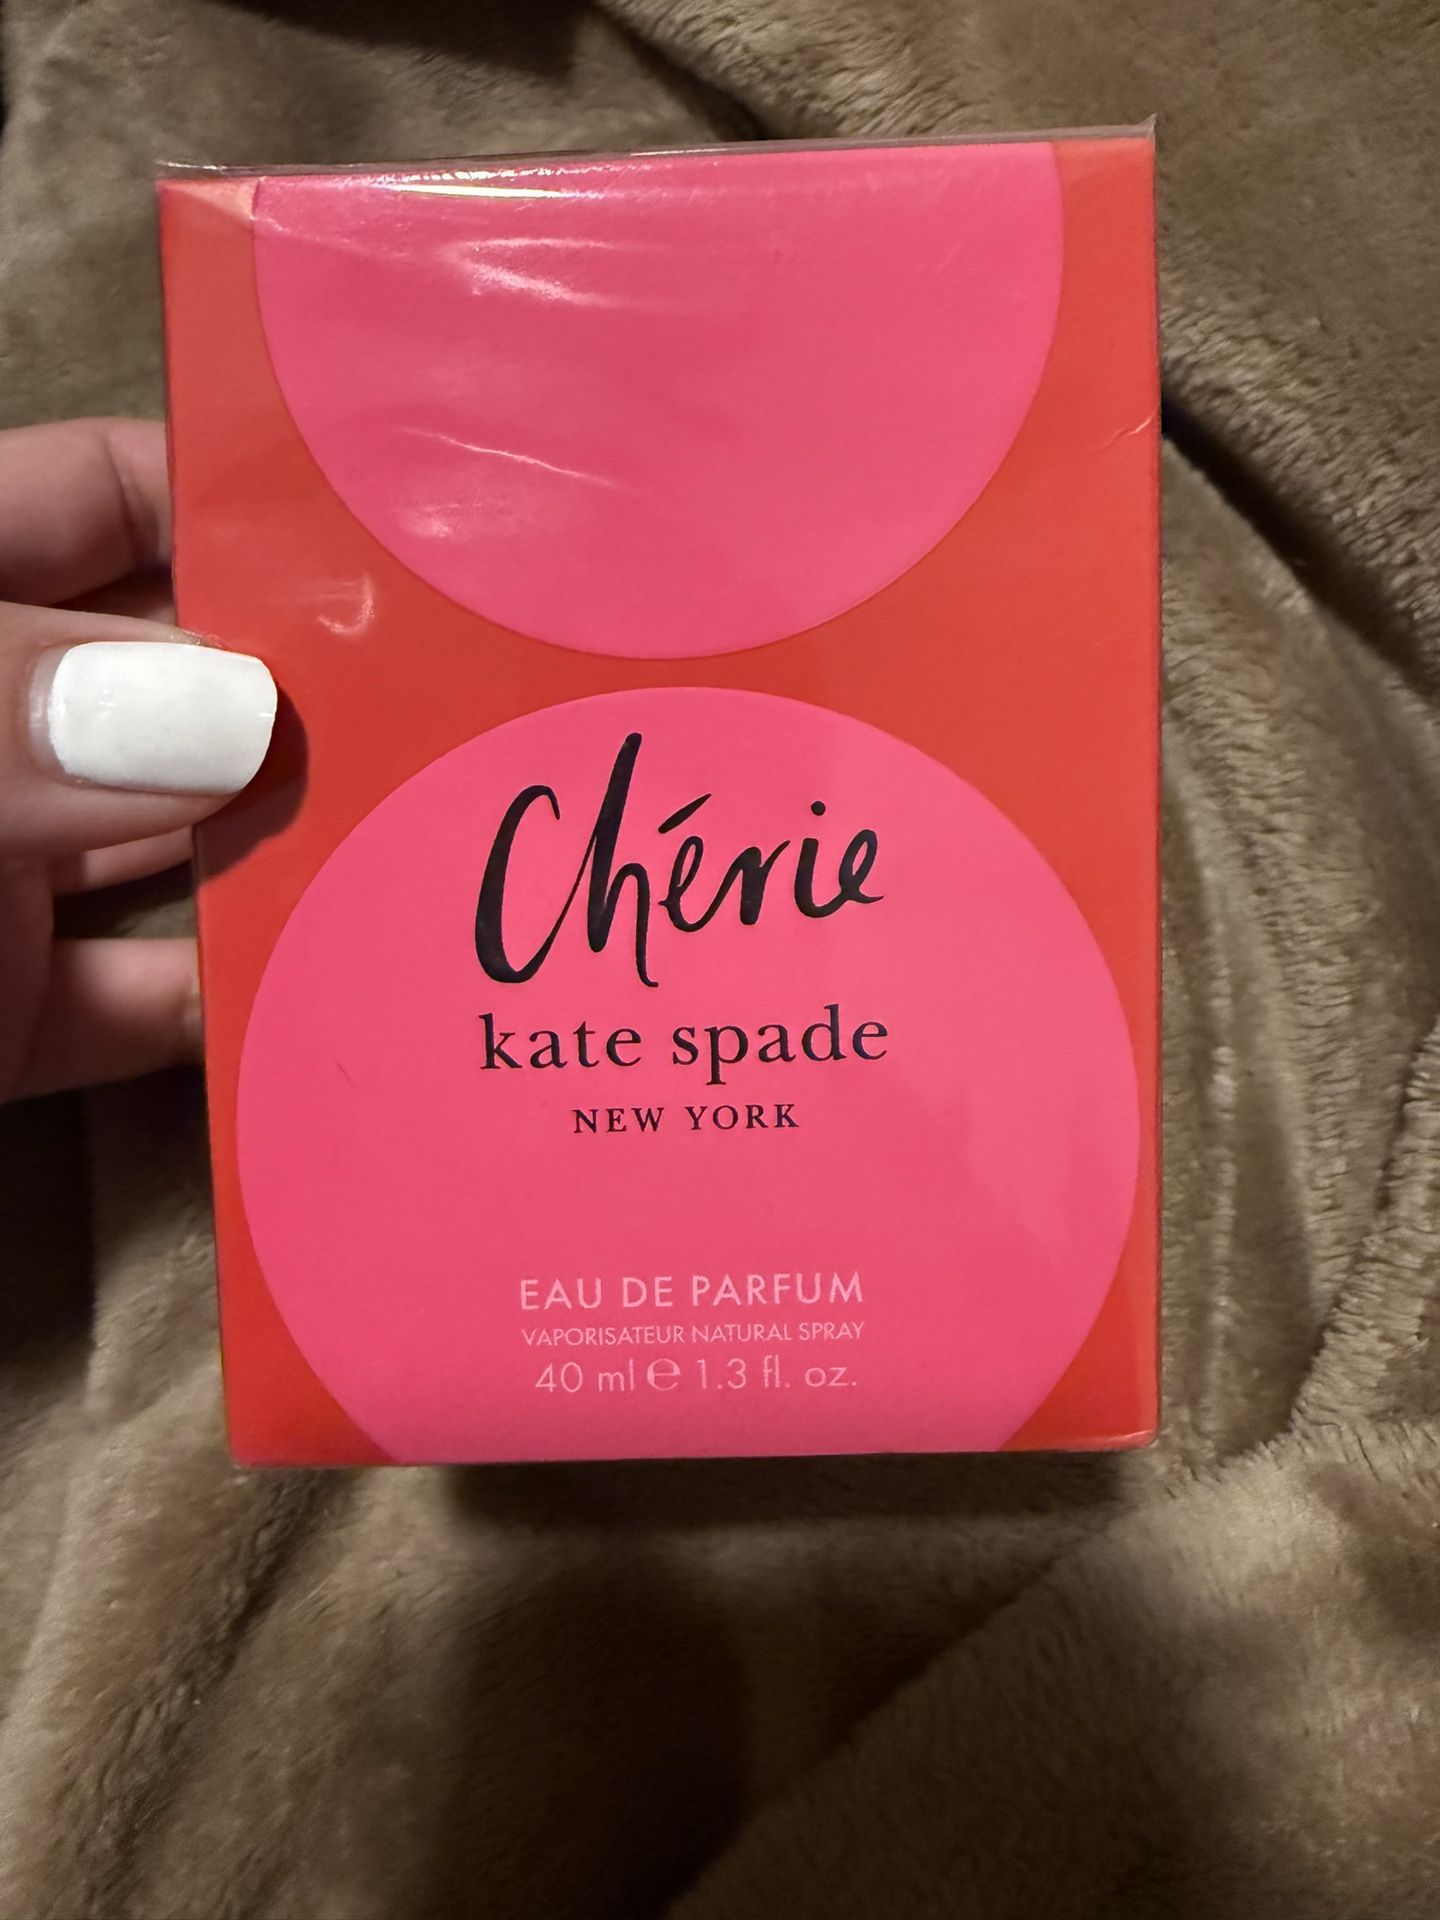 Chérie
kate spade
NEW YORK
EAU DE PARFUM
VAPORISATEUR NATURAL SPRAY
40 ml ℮ 1.3 fl. oz.